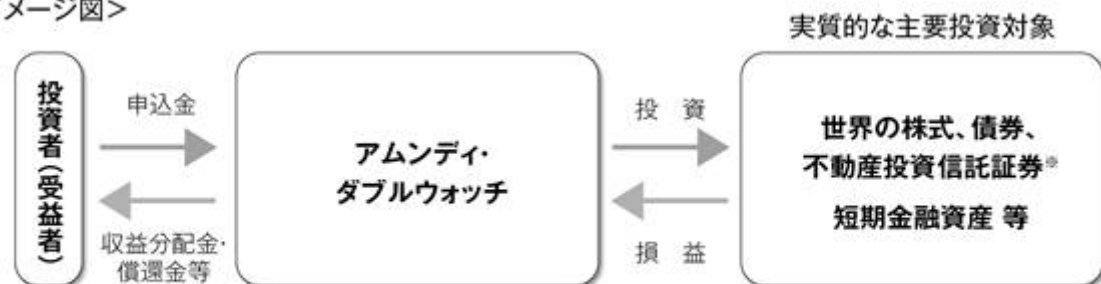 メージ図>
実質的な主要投資対象
投資者(受益者)
申込金
収益分配金・
償還金等
アムンディ・
ダブルウォッチ
投 資
損 益
世界の株式、債券、
不動産投資信託証券※
短期金融資産 等